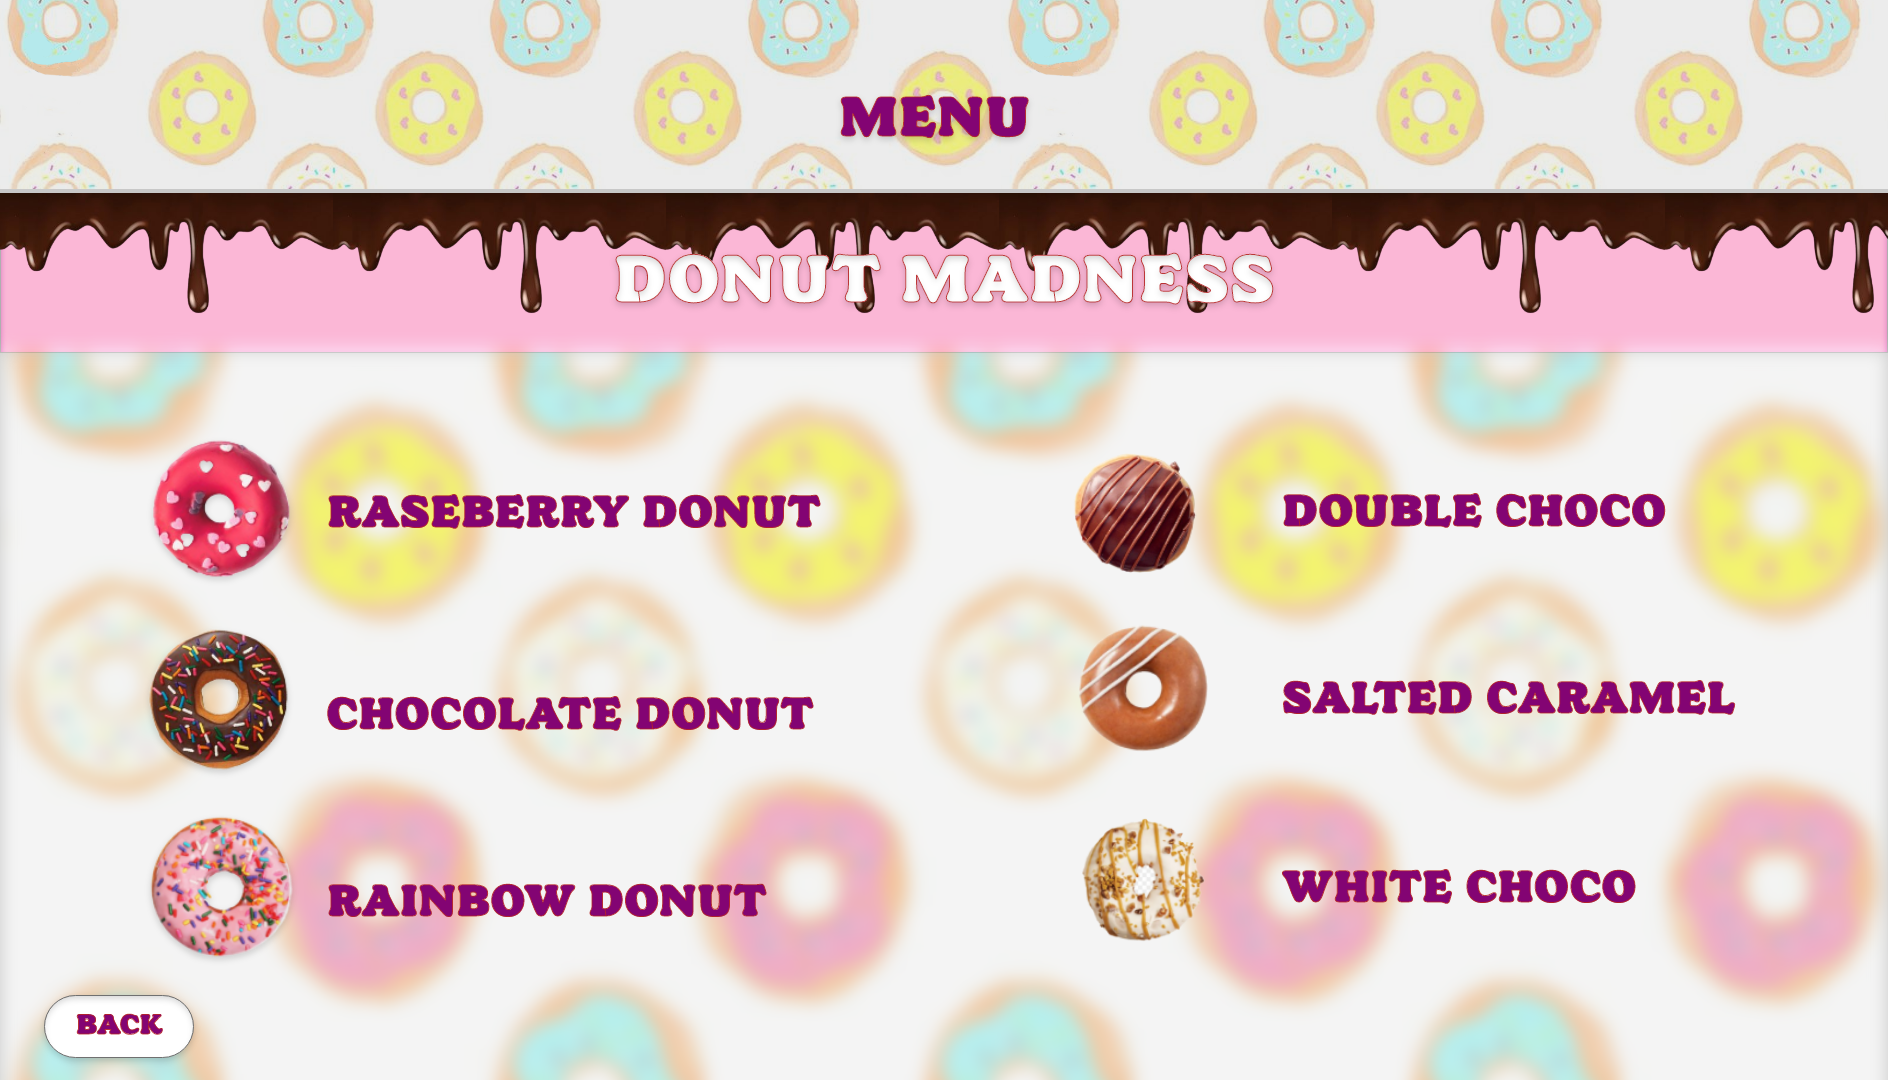 MENU
DONUT MADNESS
RASEBERRY DONUT
CHOCOLATE DONUT
RAINBOW DONUT
DOUBLE CHOCO
SALTED CARAMEL
WHITE CHOCO
BACK